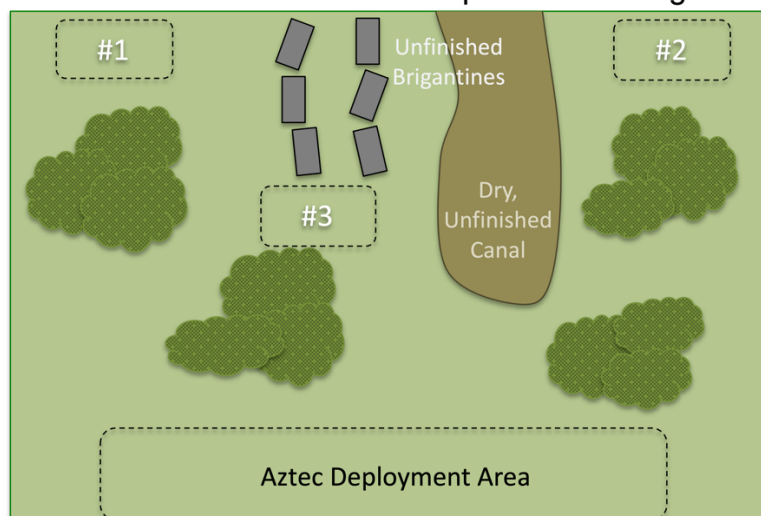 #1
Unfinished
Brigantines
#2
#3
Dry,
Unfinished
Canal
Aztec Deployment Area